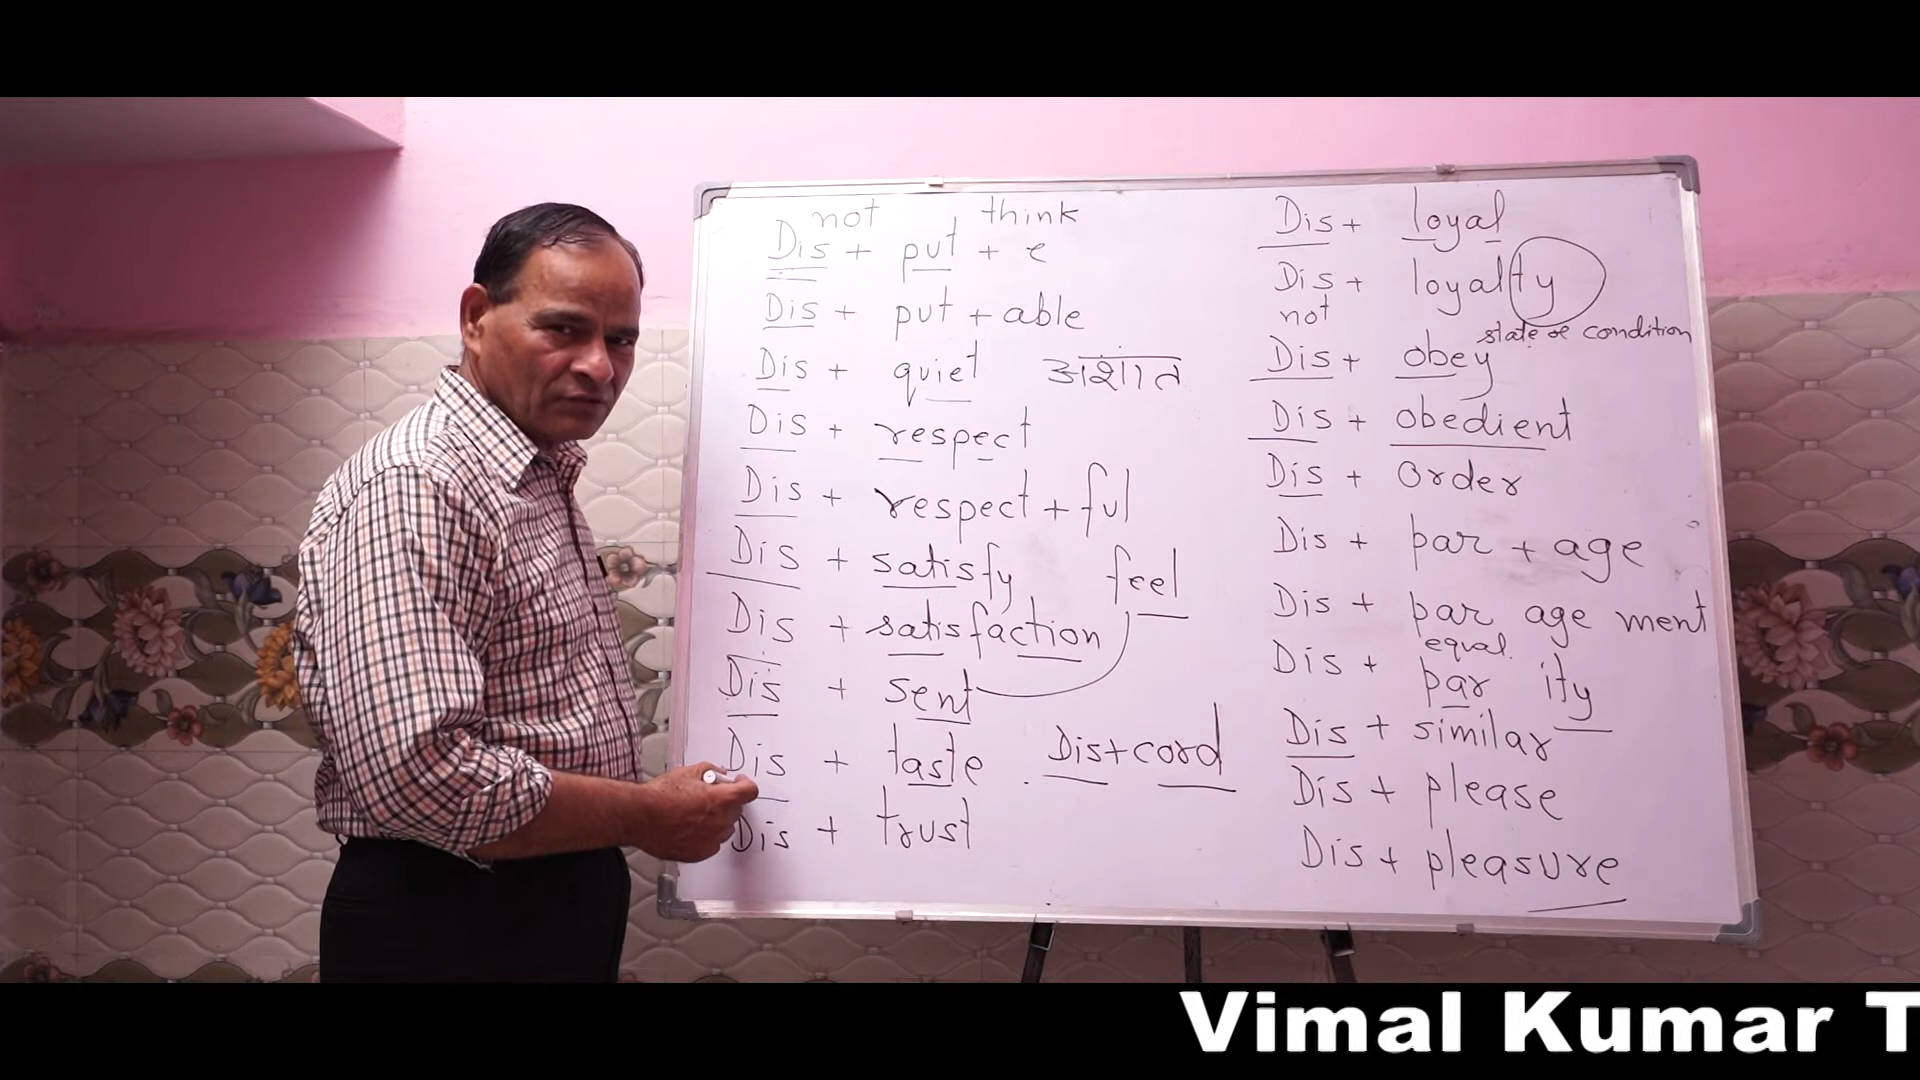 not think
Dis + put + e
Dis + put + able
Dis + quiet अशांत
Dis + respect
Dis + respect + ful
Dis + satisfy feel
Dis + satisfaction
Dis + sent
Dis + taste Dis+cord
Dis + trust
Dis + loyal
Dis + loyalty
not
state or condition
Dis + obey
Dis + obedient
Dis + order
Dis + par + age
Dis + par age ment
equal
Dis + par ity
Dis + similar
Dis + please
Dis + pleasure
Vimal Kumar T